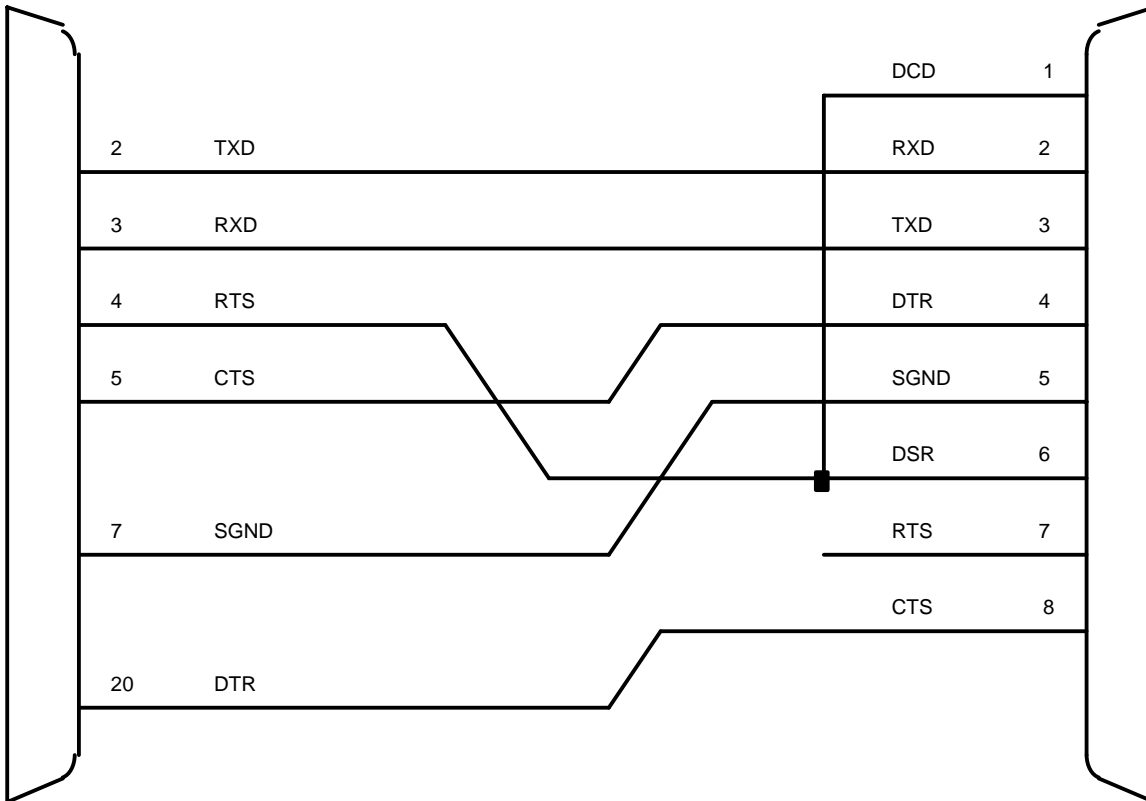 DCD 1
2 TXD RXD 2
3 RXD TXD 3
4 RTS DTR 4
5 CTS SGND 5
DSR 6
7 SGND RTS 7
CTS 8
20 DTR